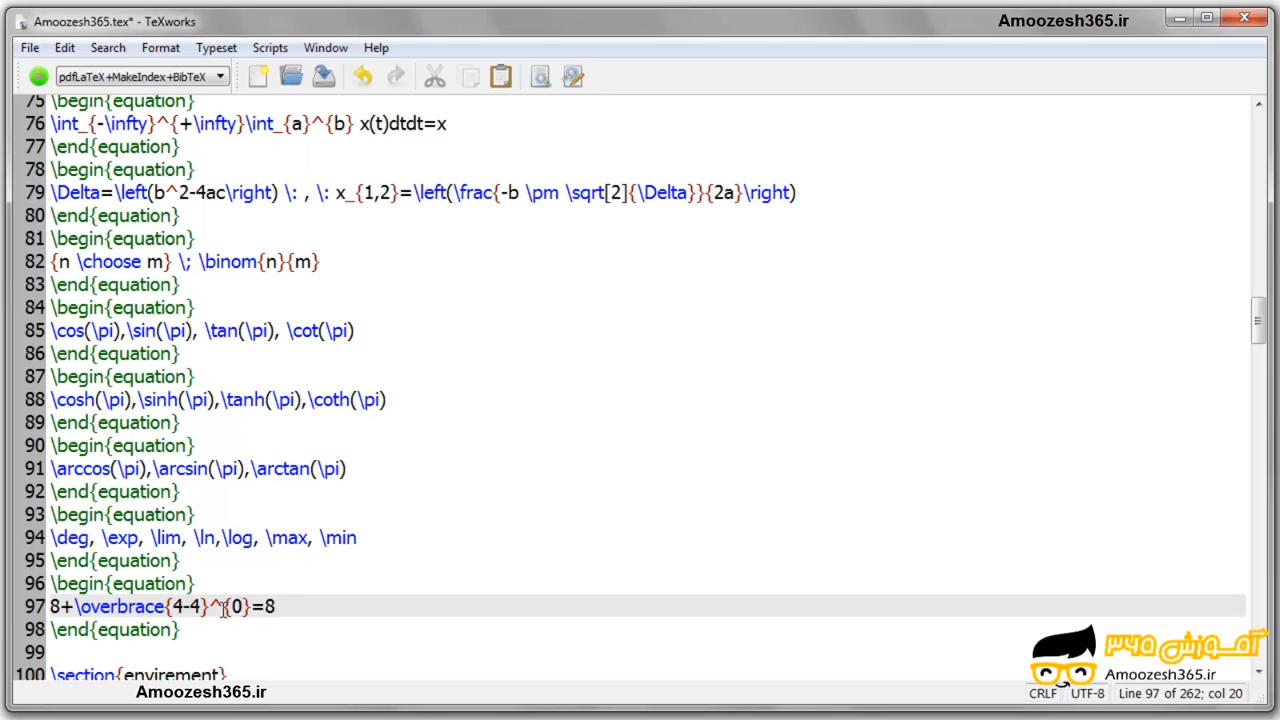 Amoozesh365.tex* - TeXworks
Amoozesh365.ir
File Edit Search Format Typeset Scripts Window Help
pdfLaTeX+MakeIndex+BibTeX
75 \begin{equation}
76 \int_{-\infty}^{+\infty}\int_{a}^{b} x(t)dtdt=x
77 \end{equation}
78 \begin{equation}
79 \Delta=\left(b^2-4ac\right) \: , \: x_{1,2}=\left(\frac{-b \pm \sqrt[2]{\Delta}}{2a}\right)
80 \end{equation}
81 \begin{equation}
82 {n \choose m} \; \binom{n}{m}
83 \end{equation}
84 \begin{equation}
85 \cos(\pi),\sin(\pi), \tan(\pi), \cot(\pi)
86 \end{equation}
87 \begin{equation}
88 \cosh(\pi),\sinh(\pi),\tanh(\pi),\coth(\pi)
89 \end{equation}
90 \begin{equation}
91 \arccos(\pi),\arcsin(\pi),\arctan(\pi)
92 \end{equation}
93 \begin{equation}
94 \deg, \exp, \lim, \ln,\log, \max, \min
95 \end{equation}
96 \begin{equation}
97 8+\overbrace{4-4}^{0}=8
98 \end{equation}
99
100 \section{envirement}
آموزش ۳۶۵
Amoozesh365.ir
Amoozesh365.ir
CRLF UTF-8 Line 97 of 262; col 20